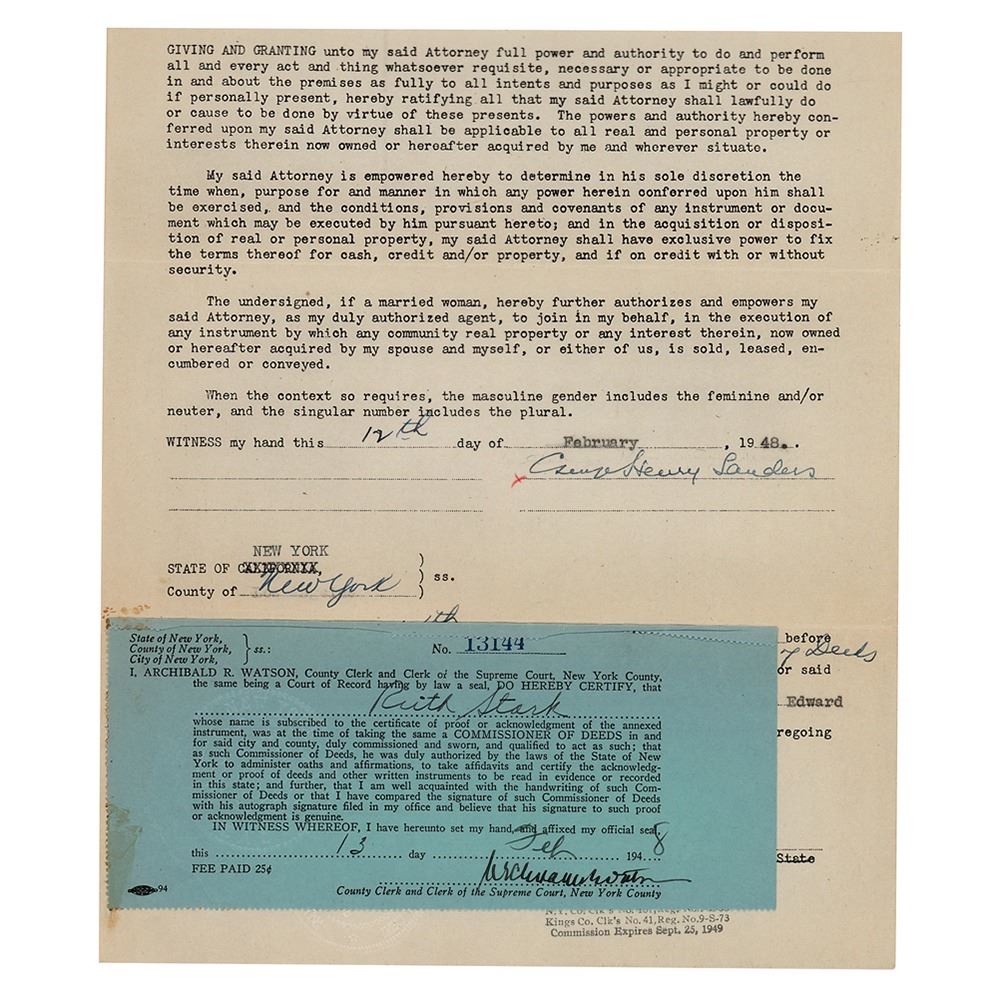 GIVING AND GRANTING unto my said Attorney full power and authority to do and perform
all and every act and thing whatsoever requisite, necessary or appropriate to be done
in and about the premises as fully to all intents and purposes as I might or could do
if personally present, hereby ratifying all that my said Attorney shall lawfully do
or cause to be done by virtue of these presents. The powers and authority hereby con-
ferred upon my said Attorney shall be applicable to all real and personal property or
interests therein now owned or hereafter acquired by me and wherever situate.
My said Attorney is empowered hereby to determine in his sole discretion the
time when, purpose for and manner in which any power herein conferred upon him shall
be exercised, and the conditions, provisions and covenants of any instrument or docu-
ment which may be executed by him pursuant hereto; and in the acquisition or disposi-
tion of real or personal property, my said Attorney shall have exclusive power to fix
the terms thereof for cash, credit and/or property, and if on credit with or without
security.
The undersigned, if a married woman, hereby further authorizes and empowers my
said Attorney, as my duly authorized agent, to join in my behalf, in the execution of
any instrument by which any community real property or any interest therein, now owned
or hereafter acquired by my spouse and myself, or either of us, is sold, leased, en-
cumbered or conveyed.
When the context so requires, the masculine gender includes the feminine and/or
neuter, and the singular number includes the plural.
WITNESS my hand this 12th day of February, 1948.
x George Henry Sanders
NEW YORK
STATE OF CALIFORNIA, ) ss.
County of New York )
th
before
of Deeds
or said
Edward
regoing
State
State of New York,
County of New York, } ss.: No. 13144
City of New York,
I, ARCHIBALD R. WATSON, County Clerk and Clerk of the Supreme Court, New York County,
the same being a Court of Record having by law a seal, DO HEREBY CERTIFY, that
Ruth Stark
whose name is subscribed to the certificate of proof or acknowledgment of the annexed
instrument, was at the time of taking the same a COMMISSIONER OF DEEDS in and
for said city and county, duly commissioned and sworn, and qualified to act as such; that
as such Commissioner of Deeds, he was duly authorized by the laws of the State of New
York to administer oaths and affirmations, to take affidavits and certify the acknowledg-
ment or proof of deeds and other written instruments to be read in evidence or recorded
in this state; and further, that I am well acquainted with the handwriting of such Com-
missioner of Deeds or that I have compared the signature of such Commissioner of Deeds
with his autograph signature filed in my office and believe that his signature to such proof
or acknowledgment is genuine.
IN WITNESS WHEREOF, I have hereunto set my hand, and affixed my official seal,
this 13 day Feb 1948
FEE PAID 25¢
County Clerk and Clerk of the Supreme Court, New York County
94
Kings Co. Clk's No. 41, Reg. No. 9-S-73
Commission Expires Sept. 25, 1949